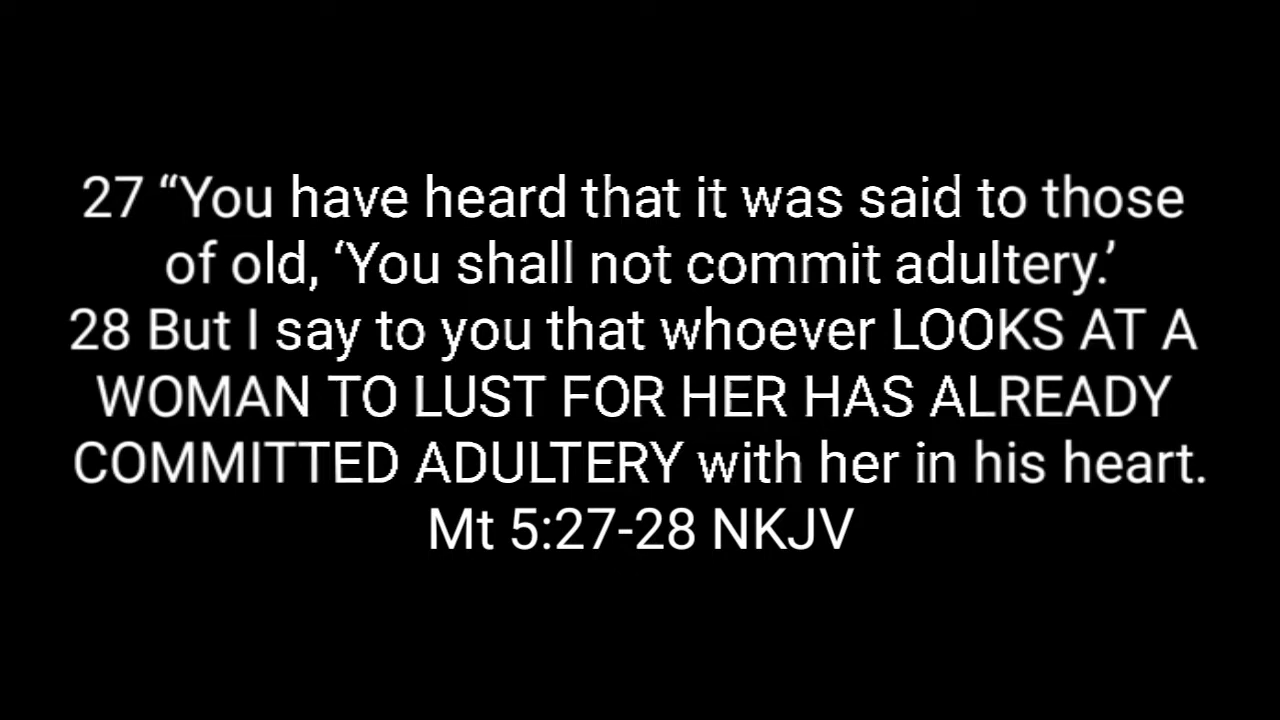 27 “You have heard that it was said to those
of old, ‘You shall not commit adultery.’
28 But I say to you that whoever LOOKS AT A
WOMAN TO LUST FOR HER HAS ALREADY
COMMITTED ADULTERY with her in his heart.
Mt 5:27-28 NKJV